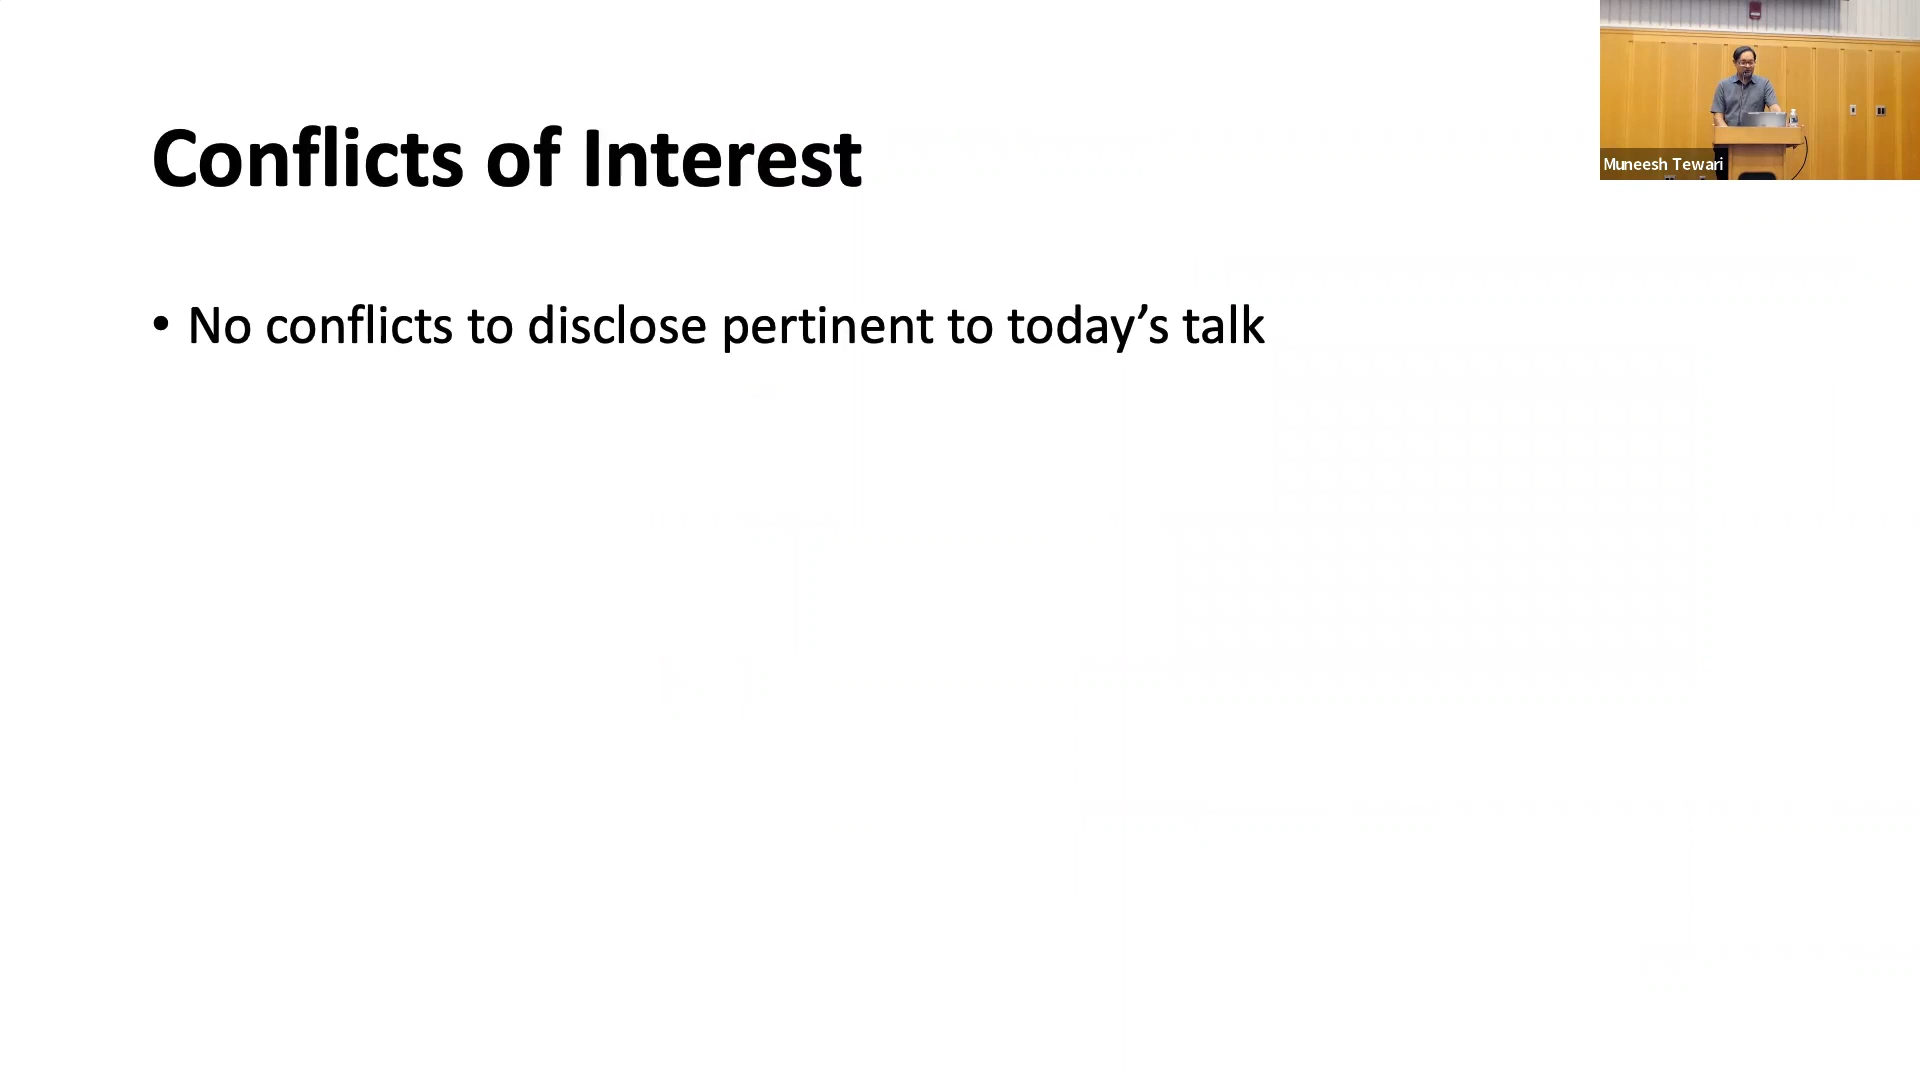 Conflicts of Interest
• No conflicts to disclose pertinent to today’s talk
Muneesh Tewari